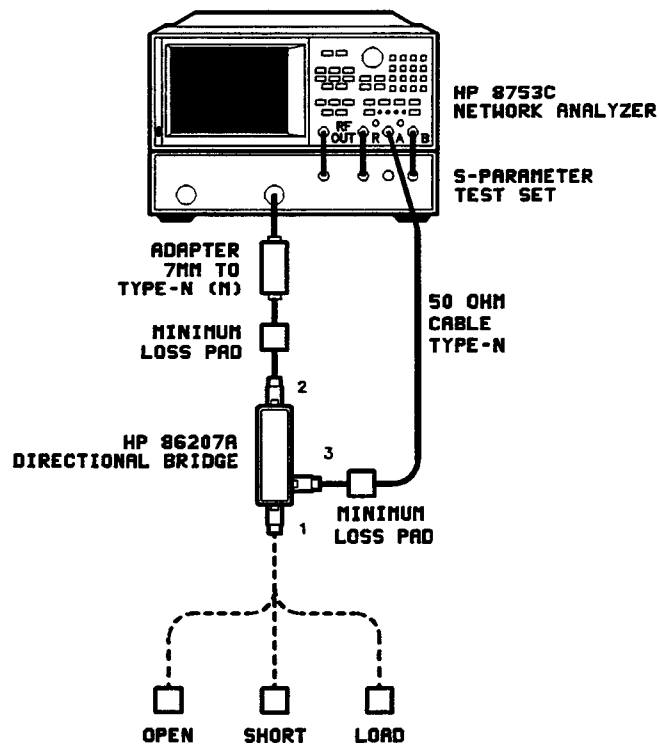 HP 8753C
NETWORK ANALYZER
RF
OUT R A B
S-PARAMETER
TEST SET
ADAPTER
7MM TO
TYPE-N (M)
50 OHM
CABLE
TYPE-N
MINIMUM
LOSS PAD
2
HP 86207A
DIRECTIONAL BRIDGE
3
MINIMUM
LOSS PAD
1
OPEN SHORT LOAD